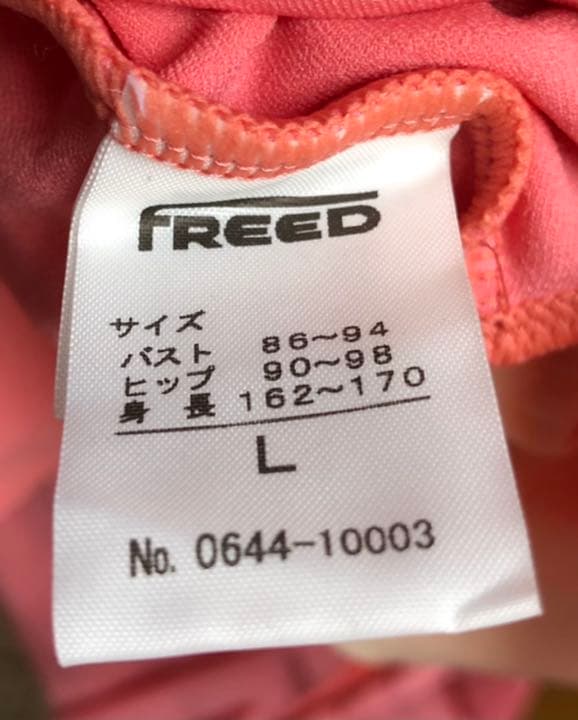 FREED
サイズ
バスト 86～94
ヒップ 90～98
身長 162～170
L
No. 0644-10003